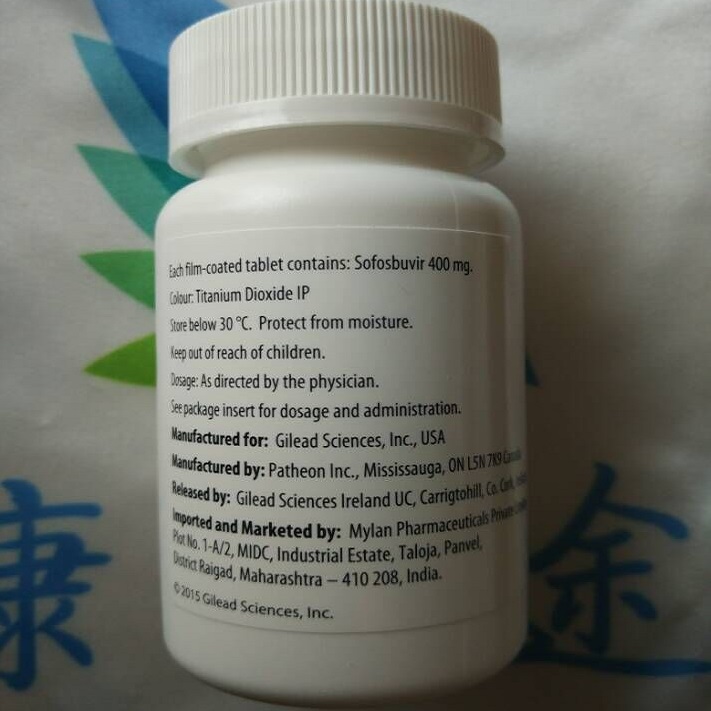 Each film-coated tablet contains: Sofosbuvir 400 mg.
Colour: Titanium Dioxide IP
Store below 30 °C. Protect from moisture.
Keep out of reach of children.
Dosage: As directed by the physician.
See package insert for dosage and administration.
Manufactured for: Gilead Sciences, Inc., USA
Manufactured by: Patheon Inc., Mississauga, ON L5N 7K9 Canada
Released by: Gilead Sciences Ireland UC, Carrigtohill, Co. Cork,
Imported and Marketed by: Mylan Pharmaceuticals Private
Plot No. 1-A/2, MIDC, Industrial Estate, Taloja, Panvel,
District Raigad, Maharashtra – 410 208, India.
© 2015 Gilead Sciences, Inc.
康
途